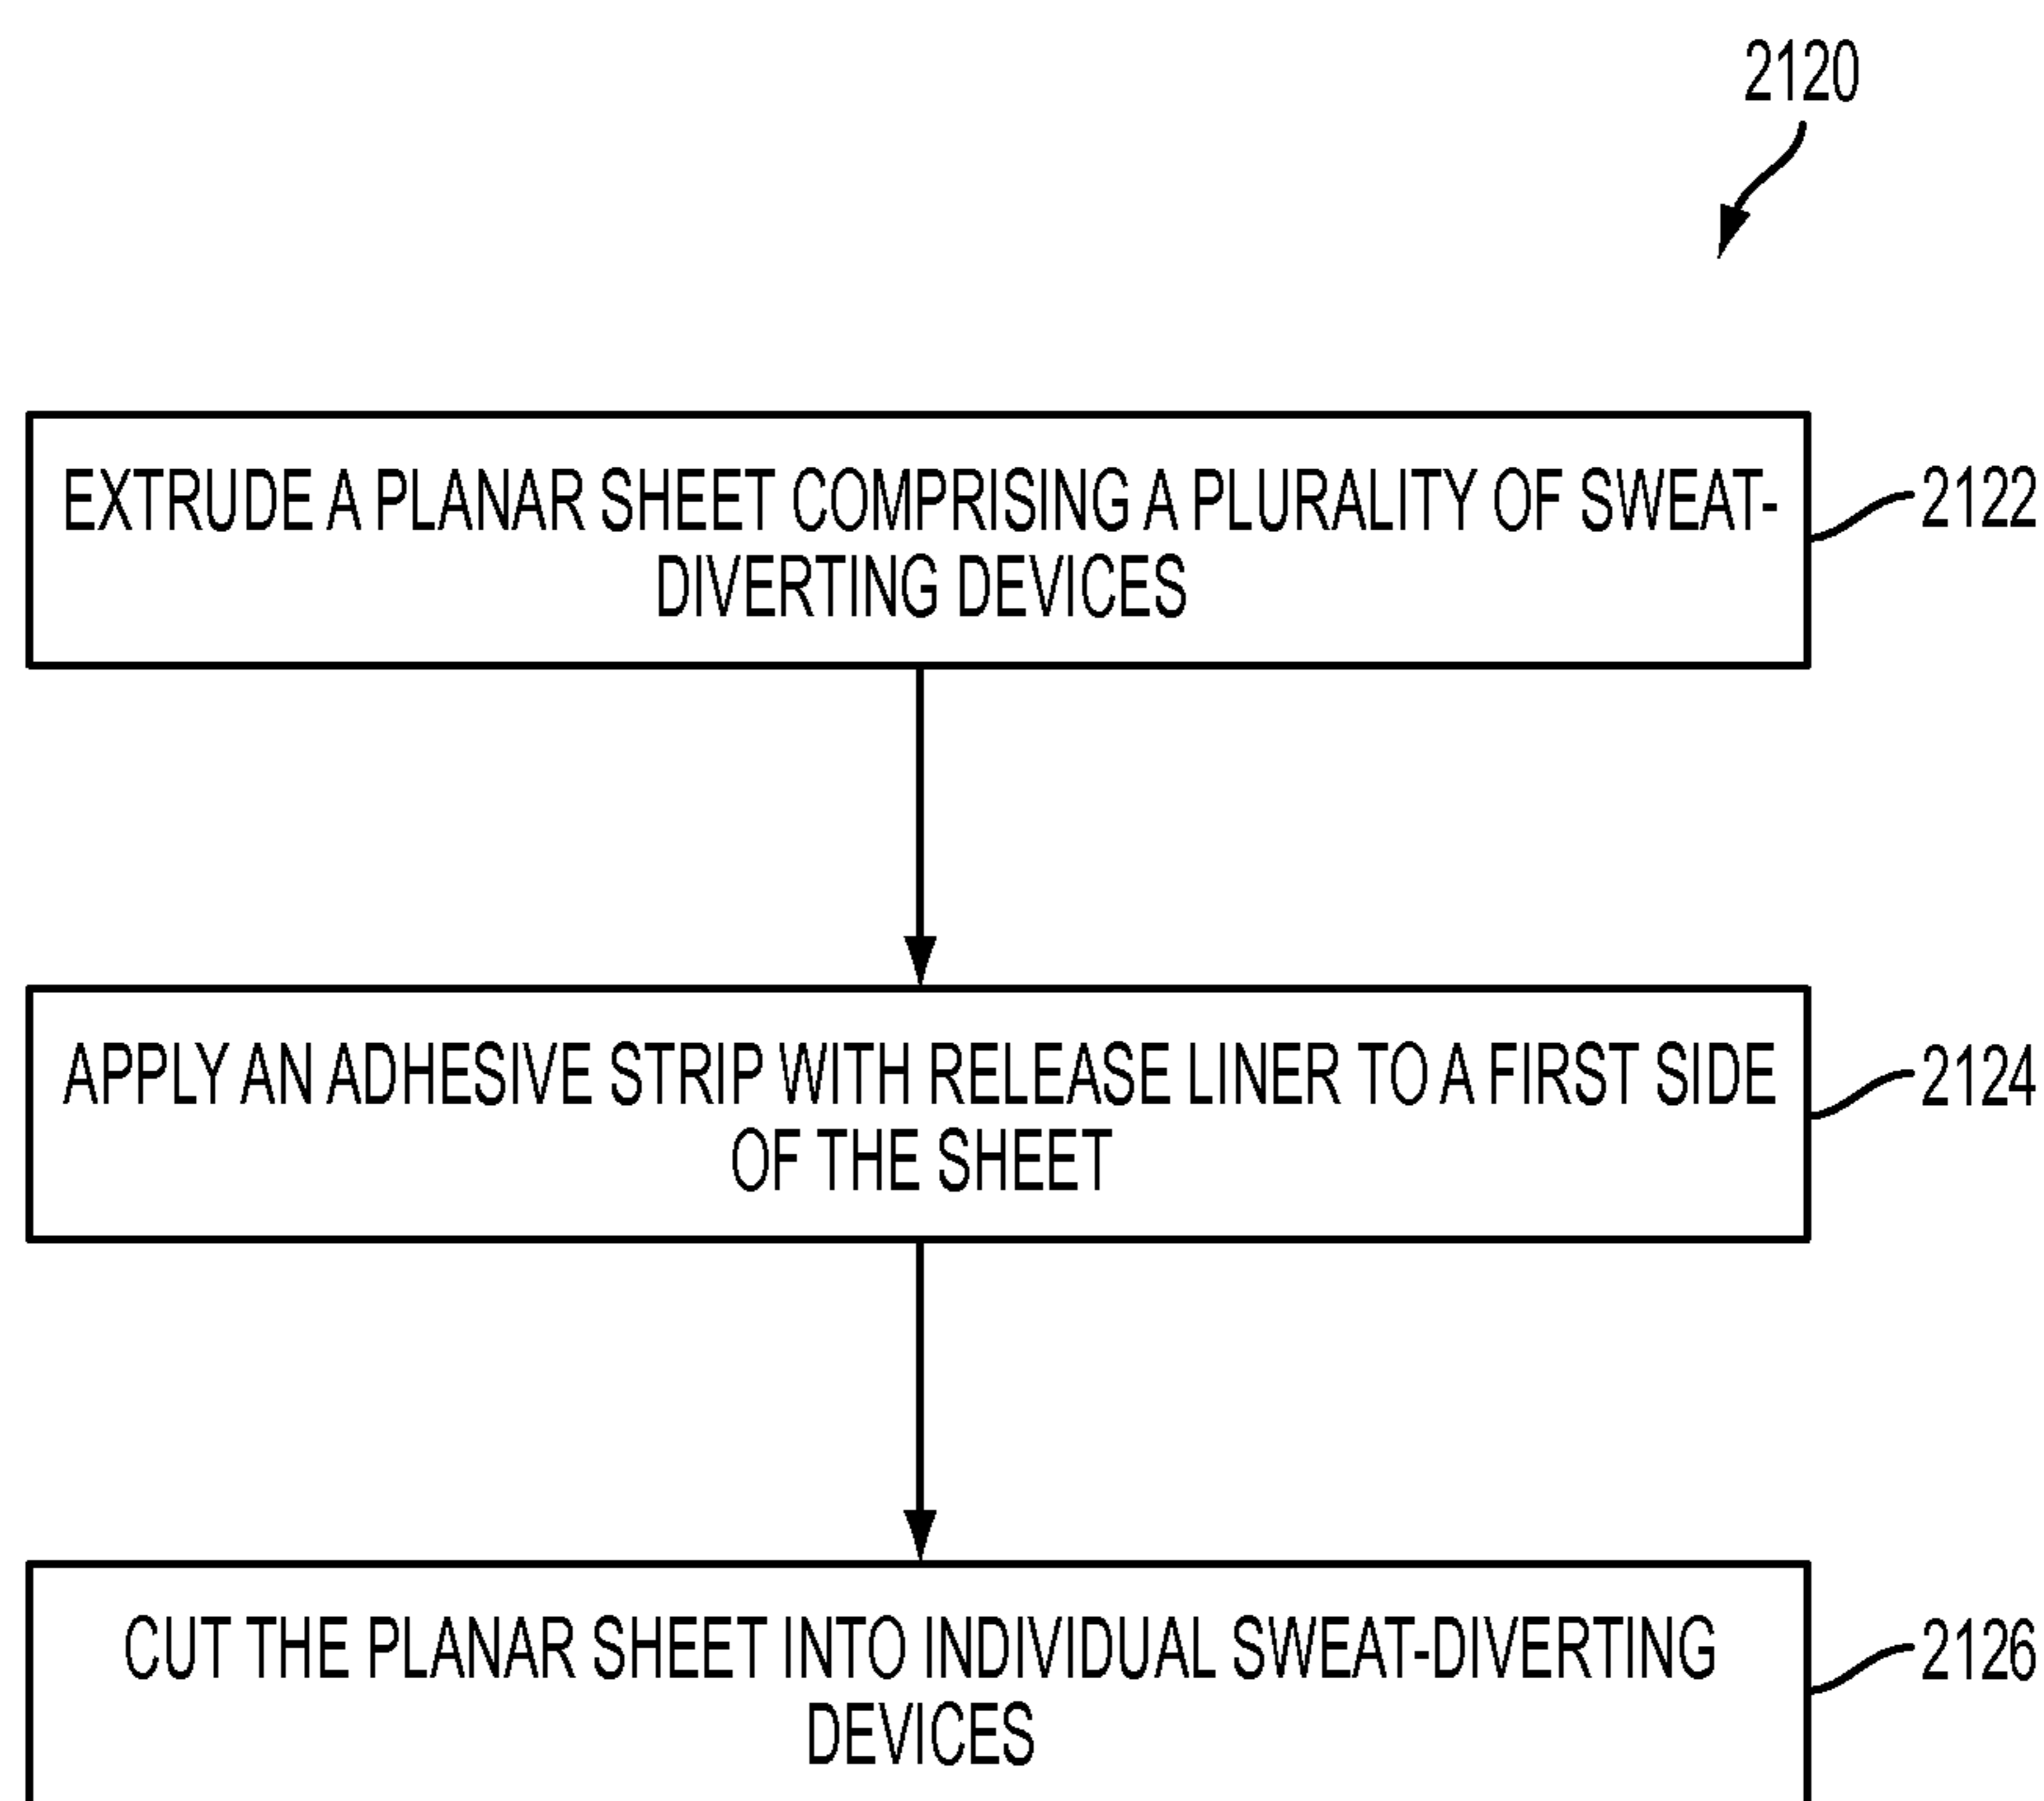 2120
EXTRUDE A PLANAR SHEET COMPRISING A PLURALITY OF SWEAT-
DIVERTING DEVICES
2122
APPLY AN ADHESIVE STRIP WITH RELEASE LINER TO A FIRST SIDE
OF THE SHEET
2124
CUT THE PLANAR SHEET INTO INDIVIDUAL SWEAT-DIVERTING
DEVICES
2126